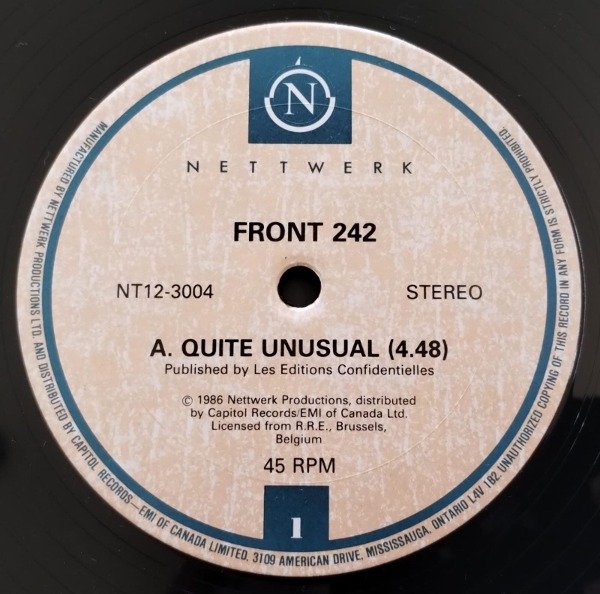 N
NETTWERK
FRONT 242
NT12-3004
STEREO
A. QUITE UNUSUAL (4.48)
Published by Les Editions Confidentielles
© 1986 Nettwerk Productions, distributed
by Capitol Records/EMI of Canada Ltd.
Licensed from R.R.E., Brussels,
Belgium
45 RPM
1
MANUFACTURED BY NETTWERK PRODUCTIONS LTD. AND DISTRIBUTED BY CAPITOL RECORDS—EMI OF CANADA LIMITED, 3109 AMERICAN DRIVE, MISSISSAUGA, ONTARIO L4V 1B2. UNAUTHORIZED COPYING OF THIS RECORD IN ANY FORM IS STRICTLY PROHIBITED.